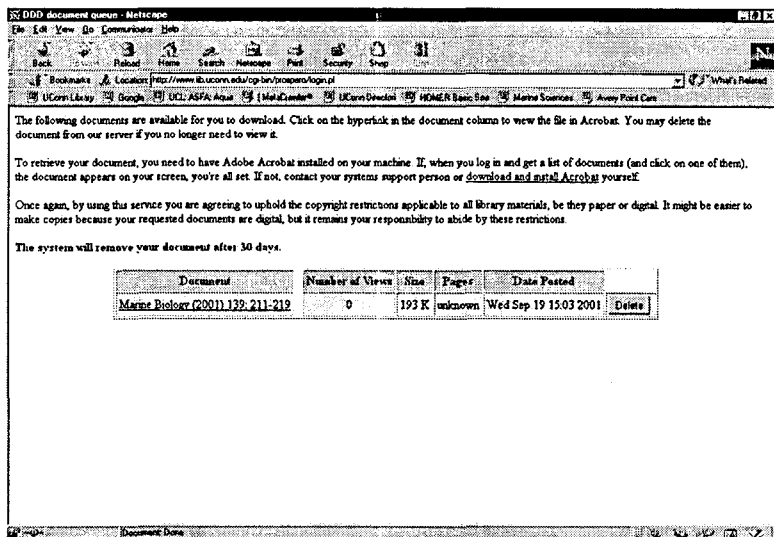 DDD document queue - Netscape
File Edit View Go Communicator Help
Back Reload Home Search Netscape Print Security Shop
Bookmarks Location: http://www.lib.uconn.edu/cgi-bin/prospero/login.pl What's Related
UConn Library Google UCL: ASFA: Aqua UConn Director HOMER Basic Sea Marine Sciences Avery Point Care
The following documents are available for you to download. Click on the hyperlink in the document column to view the file in Acrobat. You may delete the
document from our server if you no longer need to view it.
To retrieve your document, you need to have Adobe Acrobat installed on your machine. If, when you log in and get a list of documents (and click on one of them),
the document appears on your screen, you're all set. If not, contact your systems support person or download and install Acrobat yourself.
Once again, by using this service you are agreeing to uphold the copyright restrictions applicable to all library materials, be they paper or digital. It might be easier to
make copies because your requested documents are digital, but it remains your responsibility to abide by these restrictions.
The system will remove your document after 30 days.
Document Number of Views Size Pages Date Posted
Marine Biology (2001) 139: 211-219 0 193 K unknown Wed Sep 19 15:03 2001 Delete
Document: Done